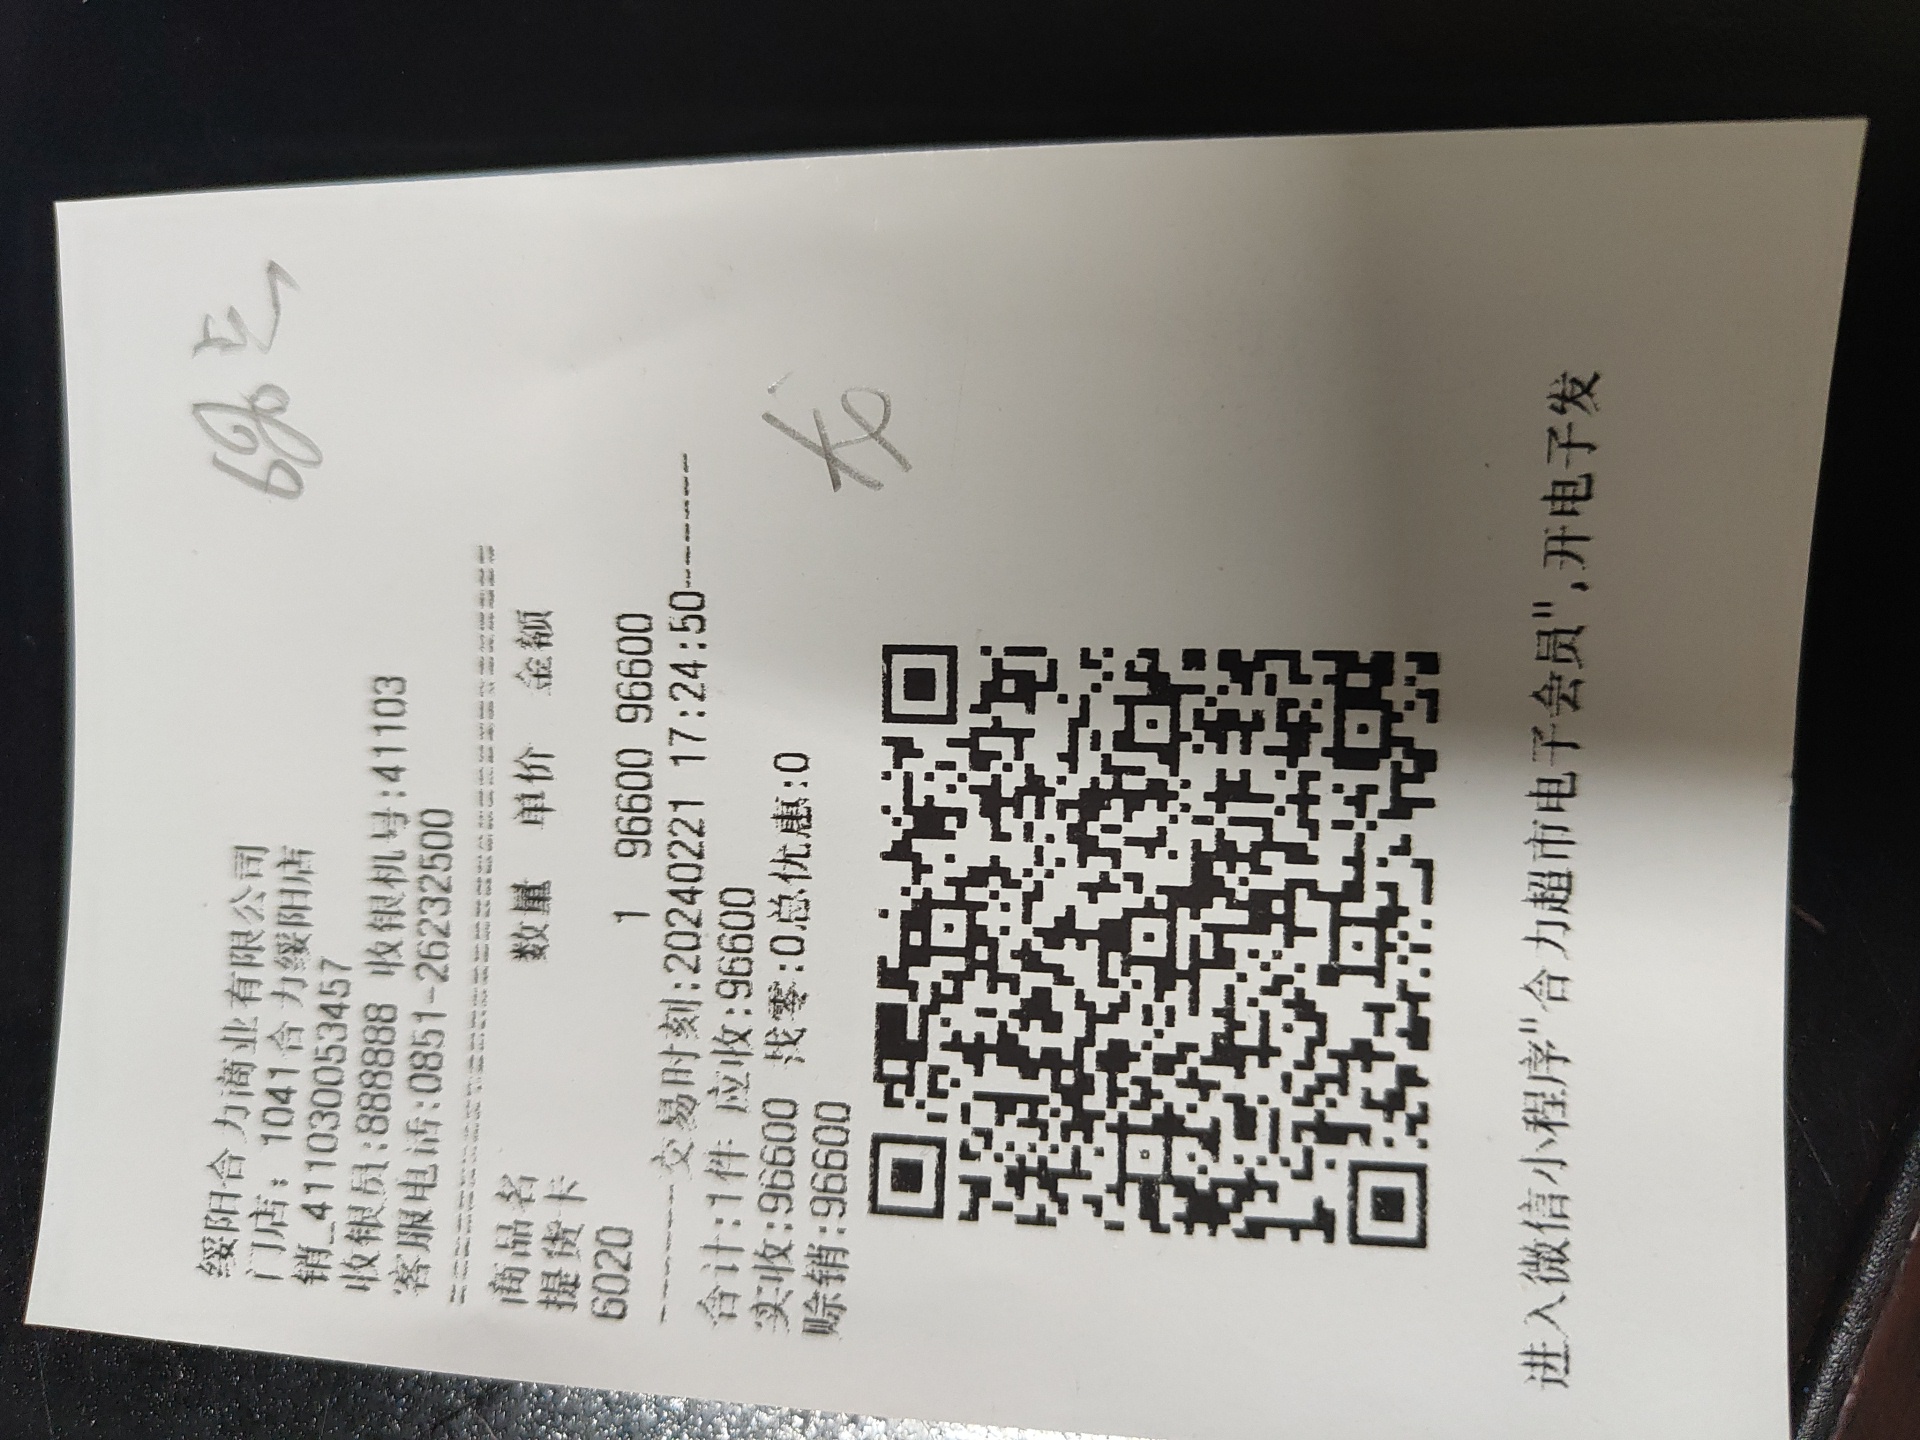 绥阳合力商业有限公司
门店: 1041合力绥阳店
销_4110300053457
收银员:888888 收银机号:41103
客服电话:0851-26232500
==============================
商品名 数量 单价 金额
提货卡
6020 1 96600 96600
--------交易时刻:20240221 17:24:50--------
合计:1件 应收:96600
实收:96600 找零:0总优惠:0
赊销:96600
进入微信小程序"合力超市电子会员",开电子发